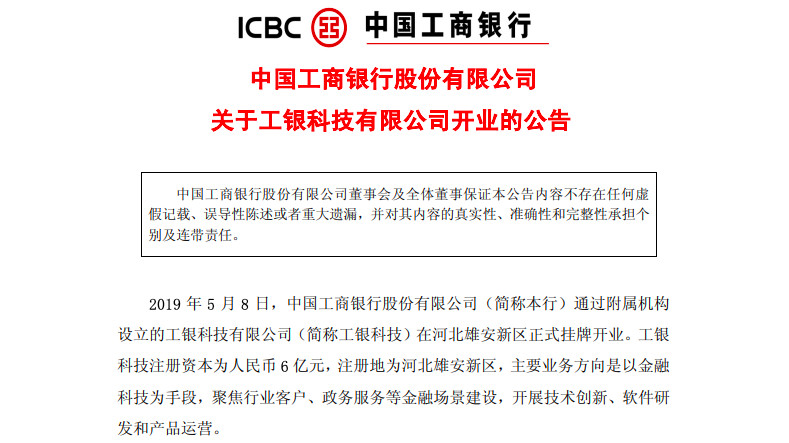 ICBC 中国工商银行
中国工商银行股份有限公司
关于工银科技有限公司开业的公告
中国工商银行股份有限公司董事会及全体董事保证本公告内容不存在任何虚
假记载、误导性陈述或者重大遗漏，并对其内容的真实性、准确性和完整性承担个
别及连带责任。
2019 年 5 月 8 日，中国工商银行股份有限公司（简称本行）通过附属机构
设立的工银科技有限公司（简称工银科技）在河北雄安新区正式挂牌开业。工银
科技注册资本为人民币 6 亿元，注册地为河北雄安新区，主要业务方向是以金融
科技为手段，聚焦行业客户、政务服务等金融场景建设，开展技术创新、软件研
发和产品运营。